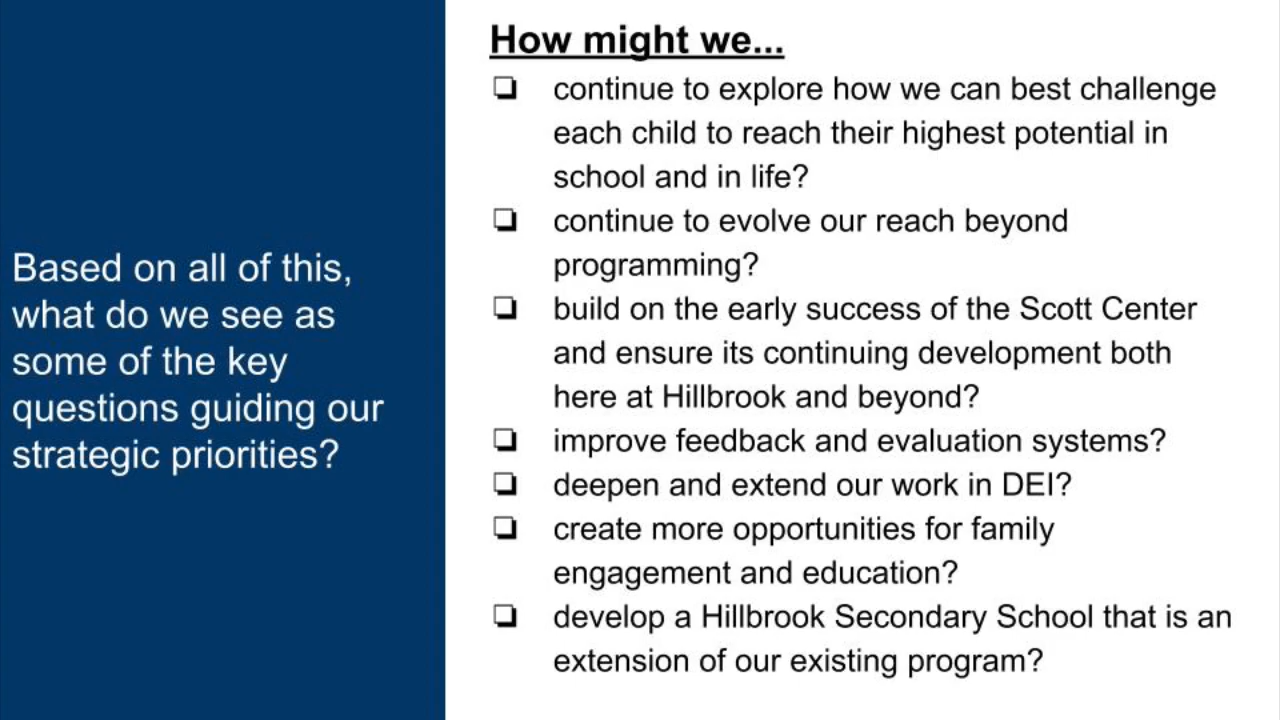 Based on all of this,
what do we see as
some of the key
questions guiding our
strategic priorities?
How might we...
❏ continue to explore how we can best challenge
each child to reach their highest potential in
school and in life?
❏ continue to evolve our reach beyond
programming?
❏ build on the early success of the Scott Center
and ensure its continuing development both
here at Hillbrook and beyond?
❏ improve feedback and evaluation systems?
❏ deepen and extend our work in DEI?
❏ create more opportunities for family
engagement and education?
❏ develop a Hillbrook Secondary School that is an
extension of our existing program?